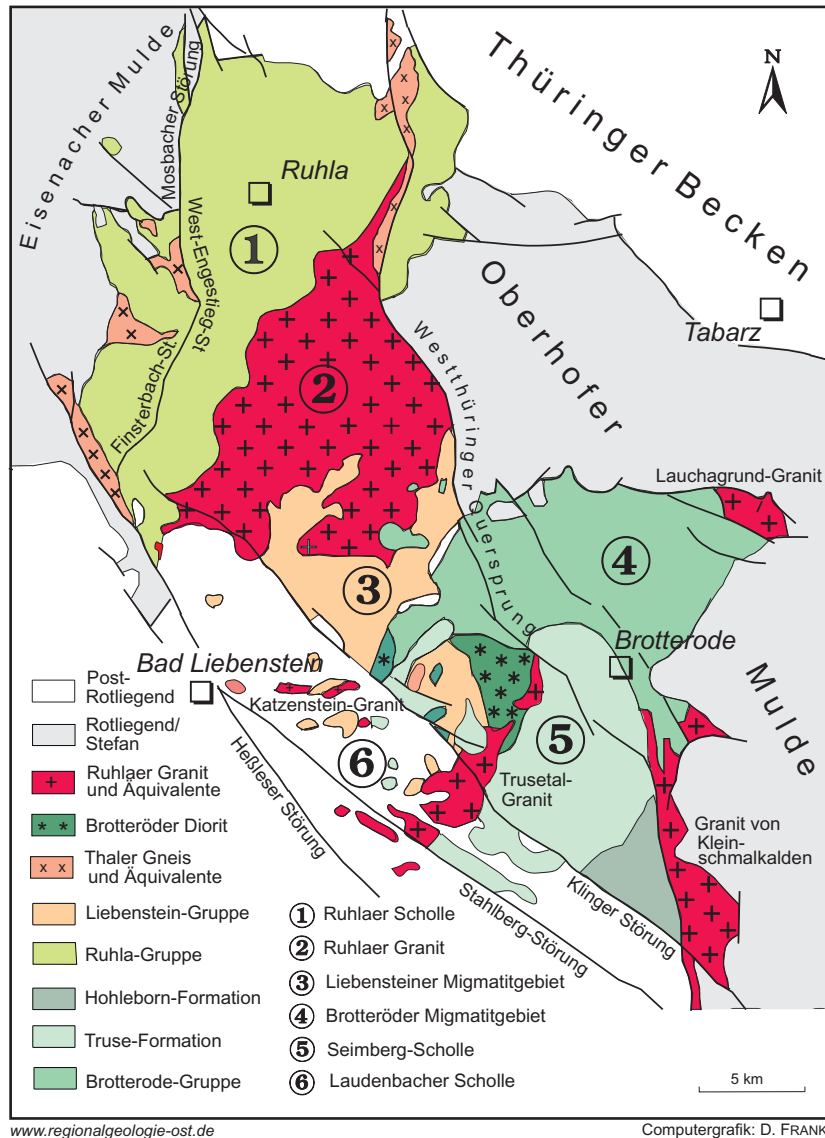 N
Thüringer Becken
Eisenacher Mulde
Mosbacher Störung
Ruhla
1
West-Engestieg-St
Oberhofer
Tabarz
2
Westthüringer Quersprung
Finsterbach-St.
Lauchagrund-Granit
4
3
Brotterode
Bad Liebenstein
Katzenstein-Granit
Mulde
5
6
Trusetal-
Granit
Heßleser Störung
Granit von
Klein-
schmalkalden
Klinger Störung
Stahlberg-Störung
Post-
Rotliegend
Rotliegend/
Stefan
Ruhlaer Granit
und Äquivalente
Brotteröder Diorit
Thaler Gneis
und Äquivalente
Liebenstein-Gruppe
Ruhla-Gruppe
Hohleborn-Formation
Truse-Formation
Brotterode-Gruppe
1 Ruhlaer Scholle
2 Ruhlaer Granit
3 Liebensteiner Migmatitgebiet
4 Brotteröder Migmatitgebiet
5 Seimberg-Scholle
6 Laudenbacher Scholle
5 km
www.regionalgeologie-ost.de
Computergrafik: D. FRANK